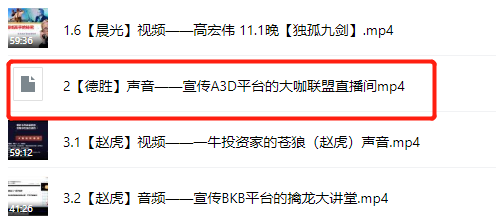 1.6【晨光】视频——高宏伟 11.1晚【独孤九剑】.mp4
59:36
2【德胜】声音——宣传A3D平台的大咖联盟直播间mp4
3.1【赵虎】视频——一牛投资家的苍狼（赵虎）声音.mp4
59:12
3.2【赵虎】音频——宣传BKB平台的擒龙大讲堂.mp4
41:26